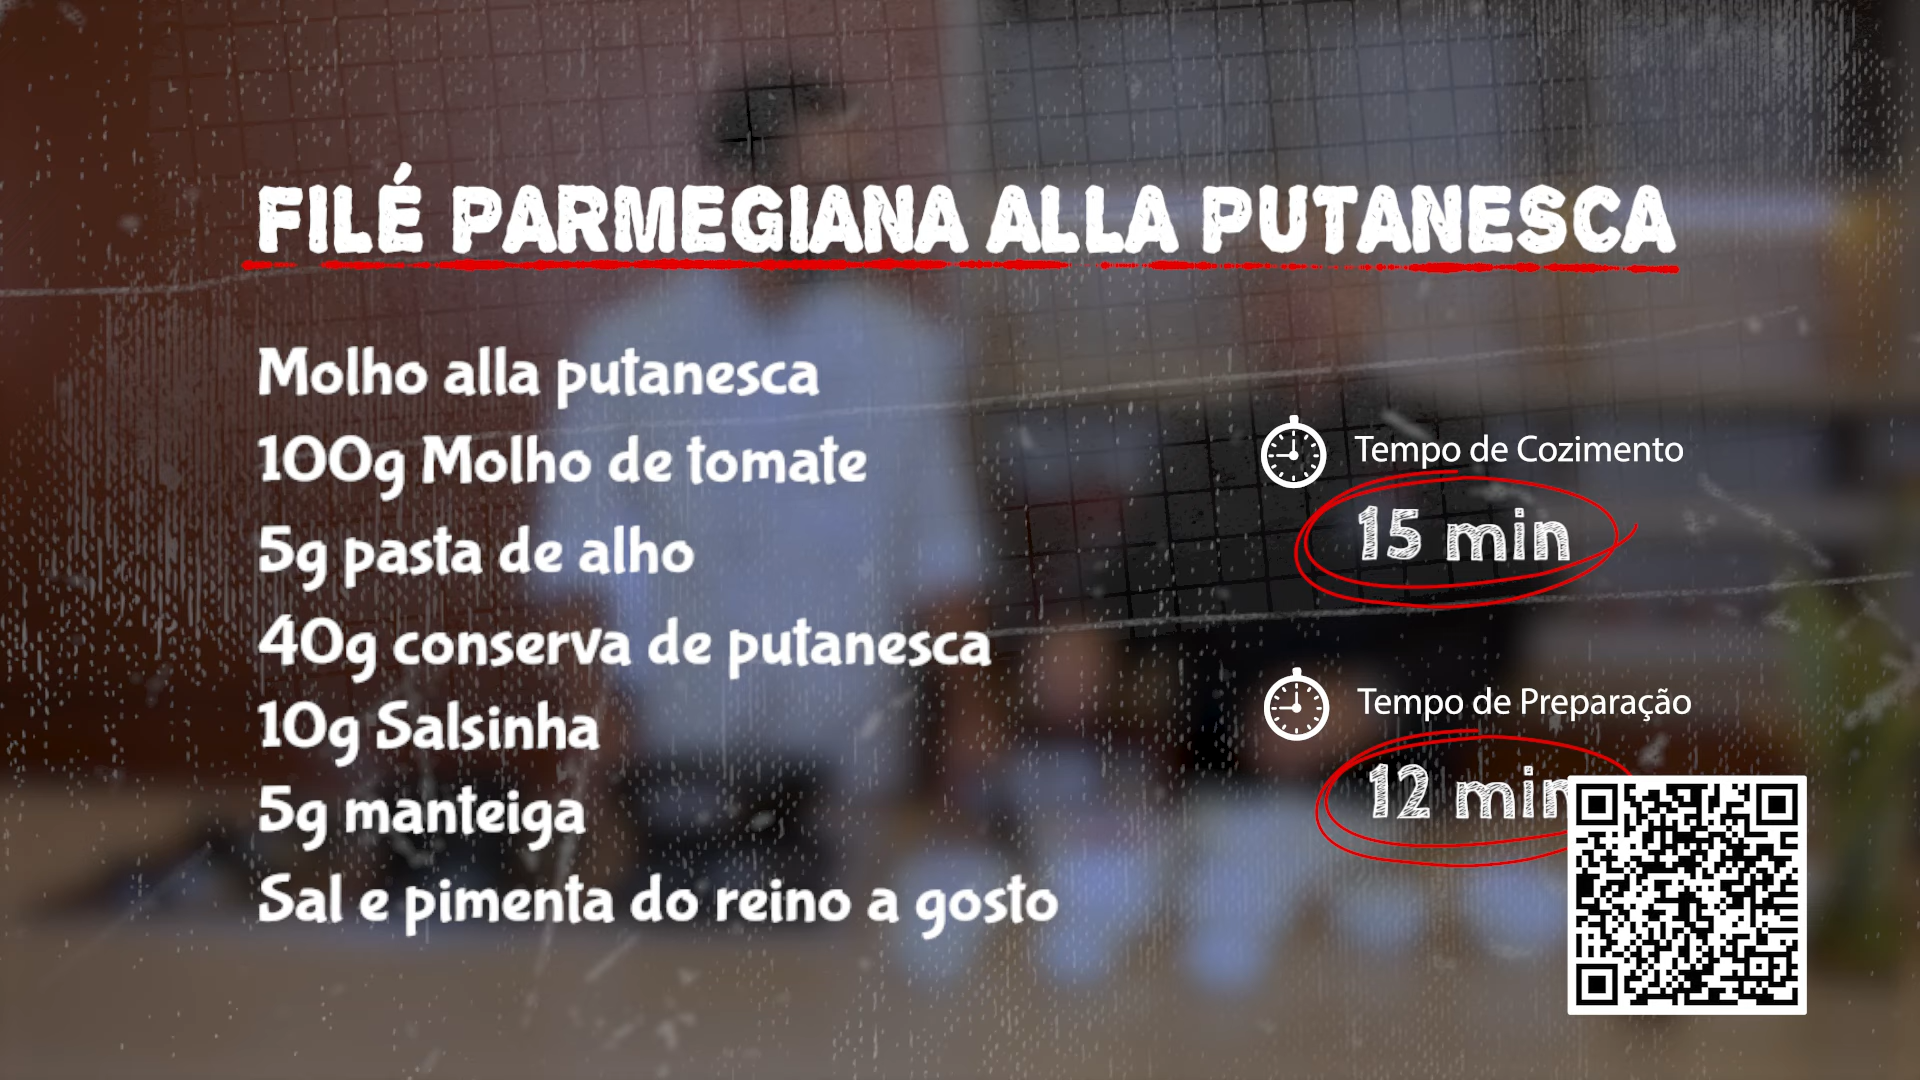 FILÉ PARMEGIANA ALLA PUTANESCA
Molho alla putanesca
100g Molho de tomate
5g pasta de alho
40g conserva de putanesca
10g Salsinha
5g manteiga
Sal e pimenta do reino a gosto
Tempo de Cozimento
15 min
Tempo de Preparação
12 min